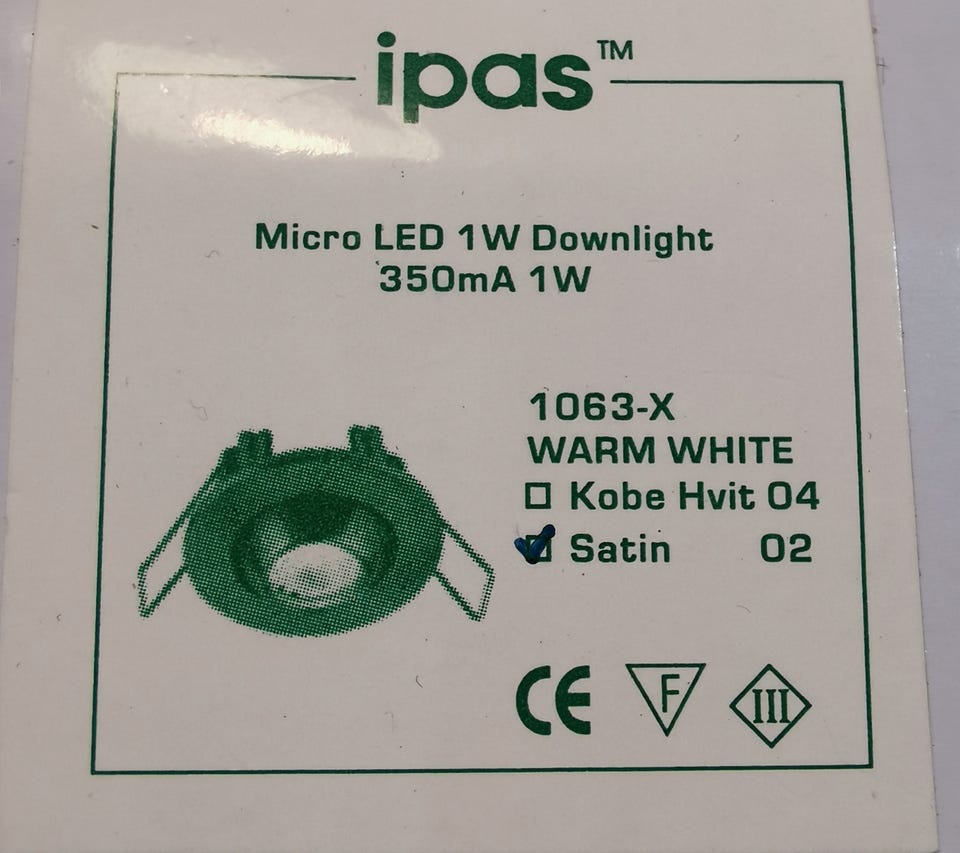 ipas™
Micro LED 1W Downlight
350mA 1W
1063-X
WARM WHITE
☐ Kobe Hvit 04
☑ Satin 02
CE F III